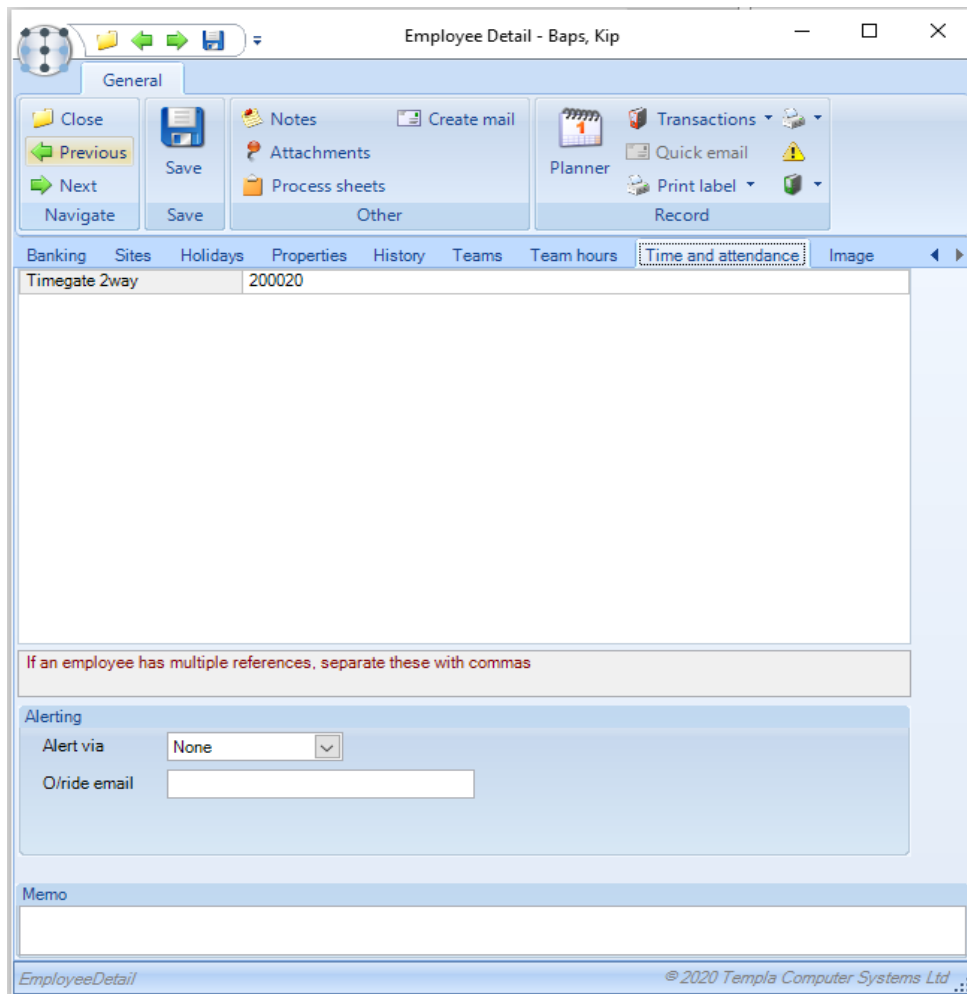 Employee Detail - Baps, Kip
General
Close
Previous
Next
Navigate
Save
Save
Notes
Create mail
Attachments
Process sheets
Other
1
Planner
Transactions
Quick email
Print label
Record
Banking Sites Holidays Properties History Teams Team hours Time and attendance Image
Timegate 2way 200020
If an employee has multiple references, separate these with commas
Alerting
Alert via None
O/ride email
Memo
EmployeeDetail © 2020 Templa Computer Systems Ltd